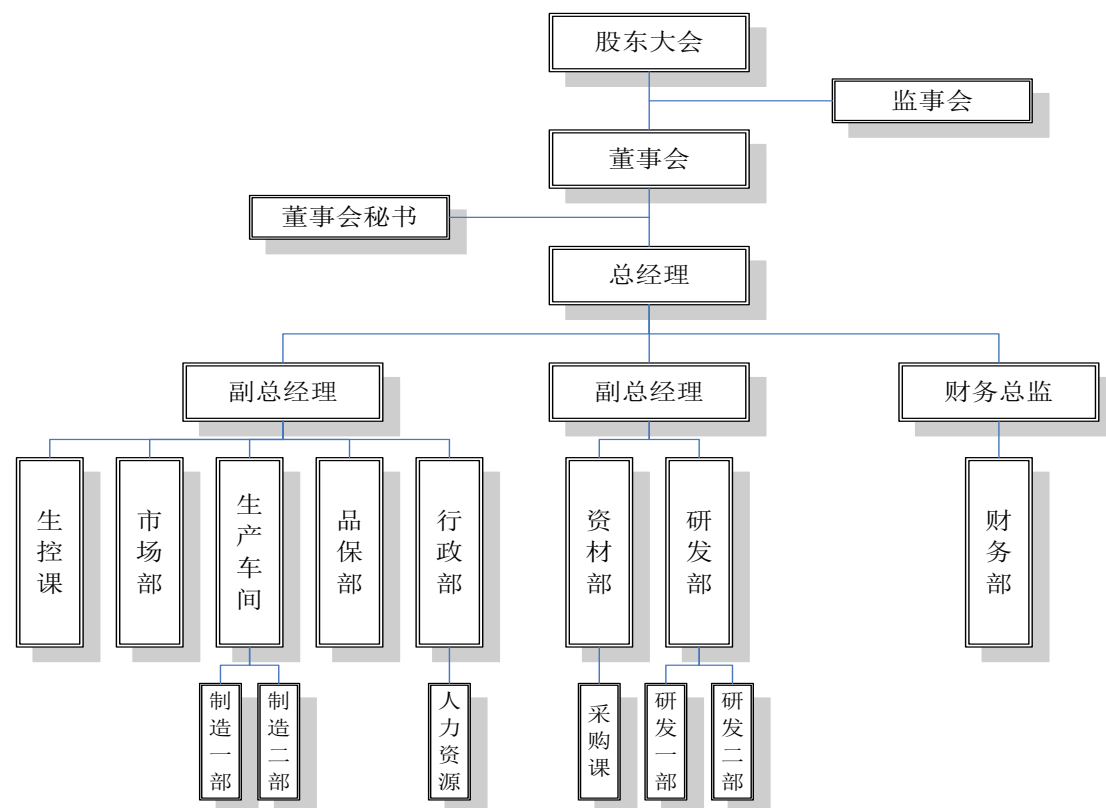 股东大会
监事会
董事会
董事会秘书
总经理
副总经理
副总经理
财务总监
生控课
市场部
生产车间
品保部
行政部
资材部
研发部
财务部
制造一部
制造二部
人力资源
采购课
研发一部
研发二部